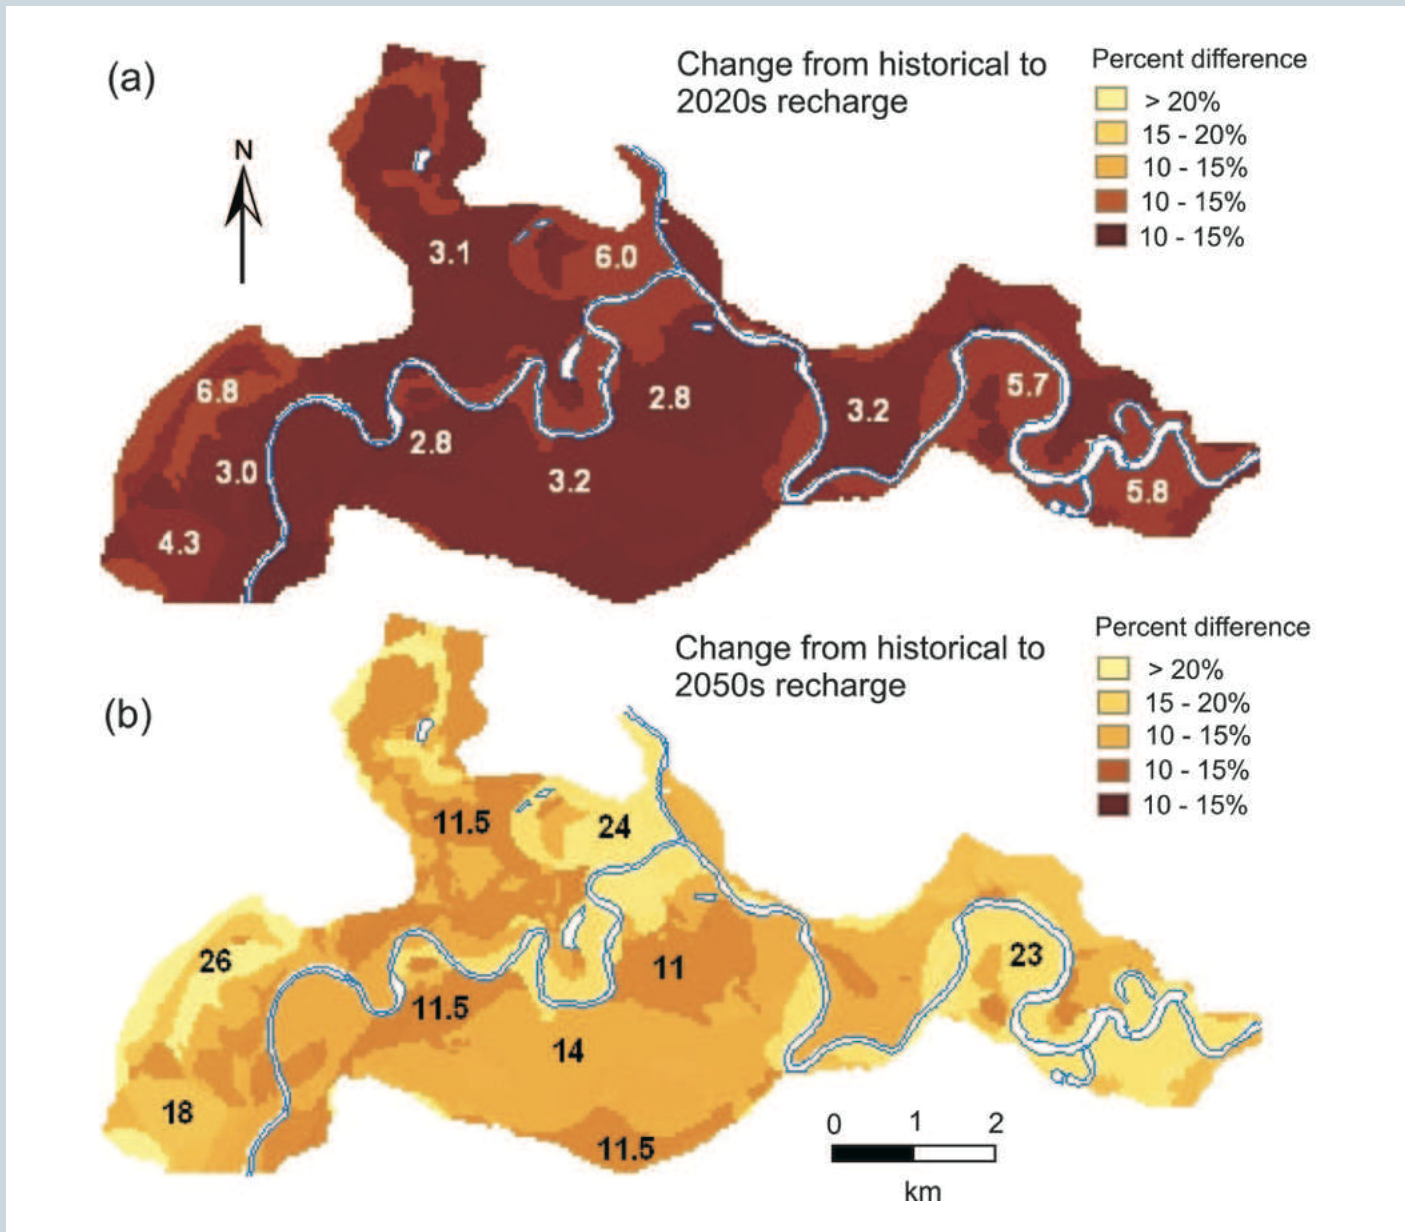 (a)
Change from historical to
2020s recharge
Percent difference
> 20%
15 - 20%
10 - 15%
10 - 15%
10 - 15%
N
3.1
6.0
6.8
2.8
3.2
5.7
3.0
2.8
3.2
5.8
4.3
(b)
Change from historical to
2050s recharge
Percent difference
> 20%
15 - 20%
10 - 15%
10 - 15%
10 - 15%
11.5
24
26
11
23
11.5
14
18
11.5
0 1 2
km